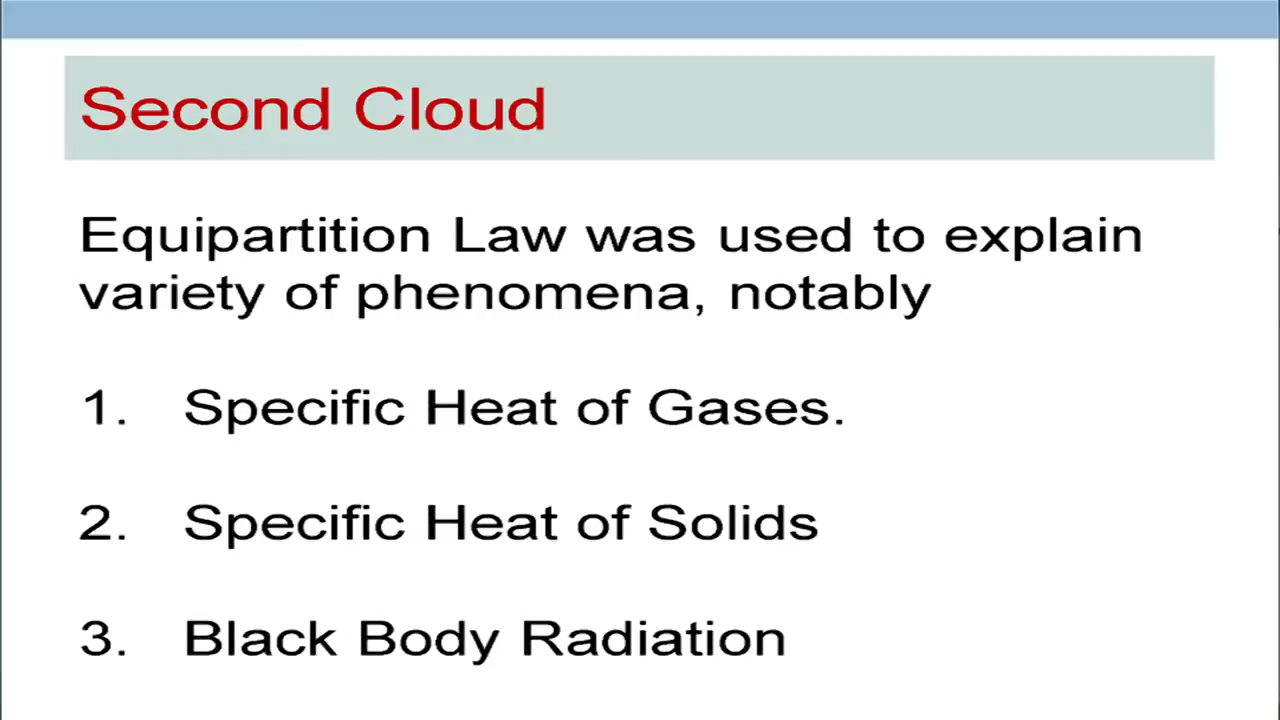 Second Cloud
Equipartition Law was used to explain
variety of phenomena, notably
1. Specific Heat of Gases.
2. Specific Heat of Solids
3. Black Body Radiation